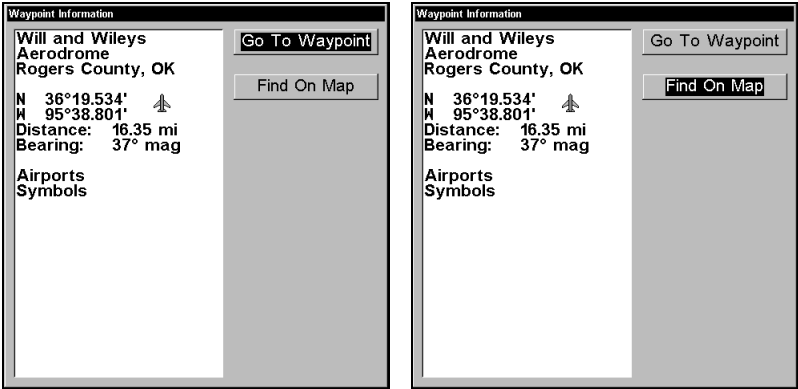 Waypoint Information
Will and Wileys
Aerodrome
Rogers County, OK
N 36°19.534'
W 95°38.801'
Distance: 16.35 mi
Bearing: 37° mag
Airports
Symbols
Go To Waypoint
Find On Map
Waypoint Information
Will and Wileys
Aerodrome
Rogers County, OK
N 36°19.534'
W 95°38.801'
Distance: 16.35 mi
Bearing: 37° mag
Airports
Symbols
Go To Waypoint
Find On Map